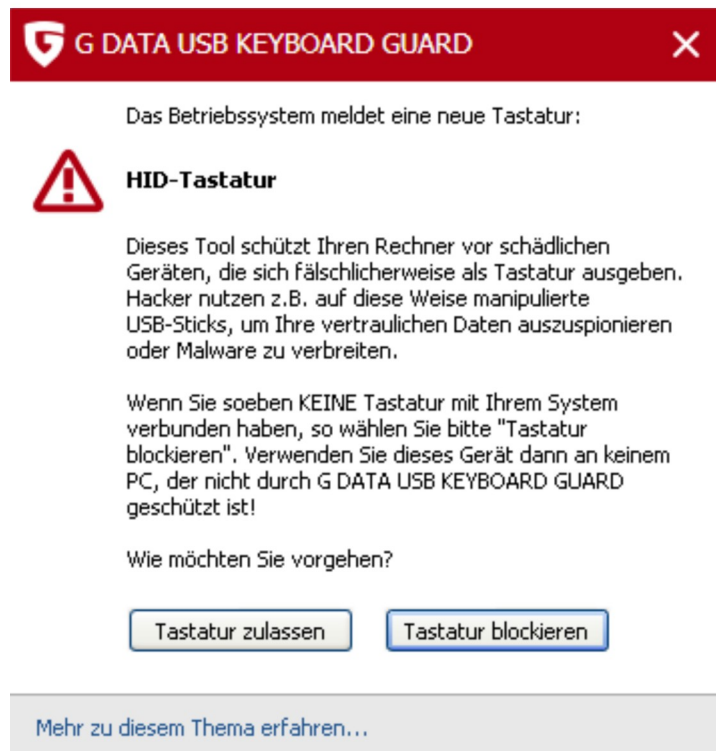 G DATA USB KEYBOARD GUARD
Das Betriebssystem meldet eine neue Tastatur:
HID-Tastatur
Dieses Tool schützt Ihren Rechner vor schädlichen
Geräten, die sich fälschlicherweise als Tastatur ausgeben.
Hacker nutzen z.B. auf diese Weise manipulierte
USB-Sticks, um Ihre vertraulichen Daten auszuspionieren
oder Malware zu verbreiten.
Wenn Sie soeben KEINE Tastatur mit Ihrem System
verbunden haben, so wählen Sie bitte "Tastatur
blockieren". Verwenden Sie dieses Gerät dann an keinem
PC, der nicht durch G DATA USB KEYBOARD GUARD
geschützt ist!
Wie möchten Sie vorgehen?
Tastatur zulassen
Tastatur blockieren
Mehr zu diesem Thema erfahren...